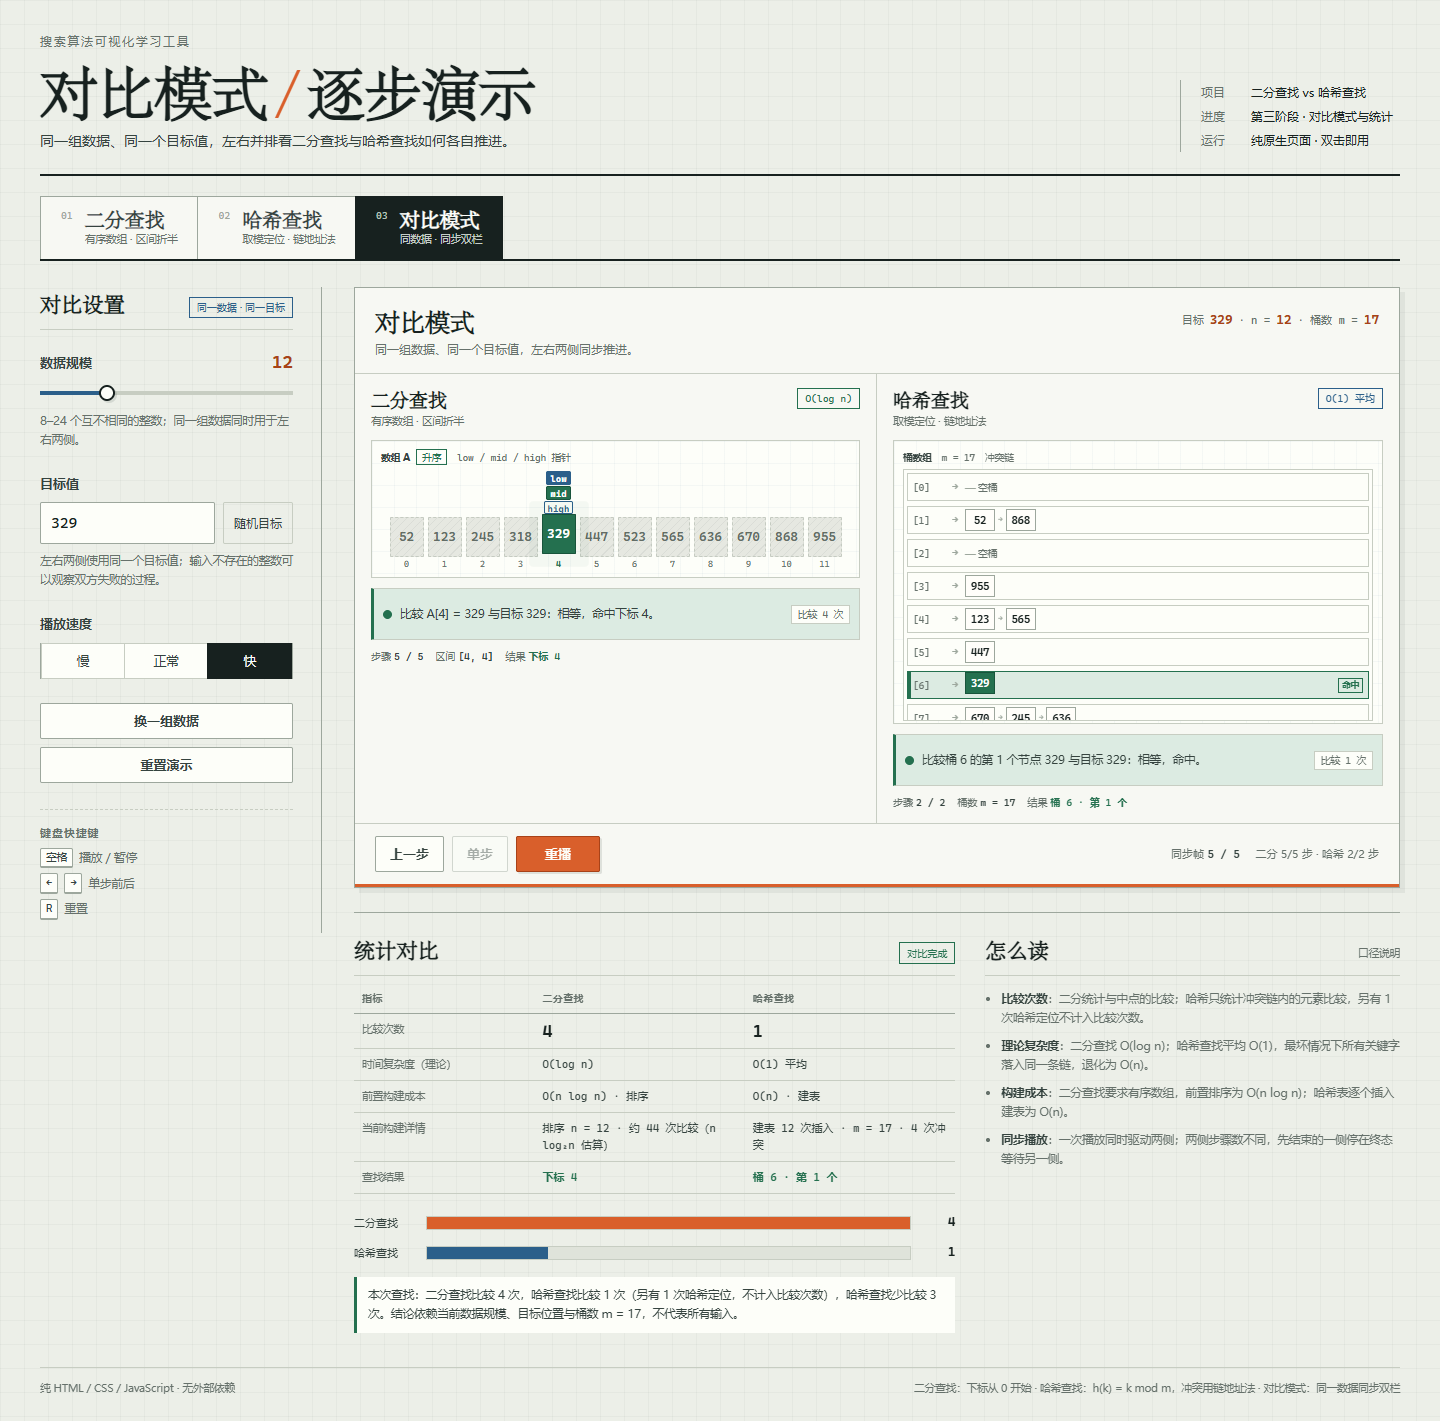 搜索算法可视化学习工具
对比模式 / 逐步演示
同一组数据、同一个目标值，左右并排看二分查找与哈希查找如何各自推进。
项目 二分查找 vs 哈希查找
进度 第三阶段 · 对比模式与统计
运行 纯原生页面 · 双击即用
01 二分查找
有序数组 · 区间折半
02 哈希查找
取模定位 · 链地址法
03 对比模式
同数据 · 同步双栏
对比设置
同一数据 · 同一目标
数据规模 12
8–24 个互不相同的整数；同一组数据同时用于左
右两侧。
目标值
329
随机目标
左右两侧使用同一个目标值；输入不存在的整数可
以观察双方失败的过程。
播放速度
慢 正常 快
换一组数据
重置演示
键盘快捷键
空格 播放 / 暂停
← → 单步前后
R 重置
对比模式
同一组数据、同一个目标值，左右两侧同步推进。
目标 329 · n = 12 · 桶数 m = 17
二分查找
有序数组 · 区间折半
O(log n)
数组 A 升序 low / mid / high 指针
low
mid
high
52 123 245 318 329 447 523 565 636 670 868 955
0 1 2 3 4 5 6 7 8 9 10 11
比较 A[4] = 329 与目标 329：相等，命中下标 4。
比较 4 次
步骤 5 / 5 区间 [4, 4] 结果 下标 4
哈希查找
取模定位 · 链地址法
O(1) 平均
桶数组 m = 17 冲突链
[0] → — 空桶
[1] → 52 → 868
[2] → — 空桶
[3] → 955
[4] → 123 → 565
[5] → 447
[6] → 329 命中
[7] → 670 → 245 → 636
比较桶 6 的第 1 个节点 329 与目标 329：相等，命中。
比较 1 次
步骤 2 / 2 桶数 m = 17 结果 桶 6 · 第 1 个
上一步 单步 重播
同步帧 5 / 5 二分 5/5 步 · 哈希 2/2 步
统计对比
对比完成
指标 二分查找 哈希查找
比较次数 4 1
时间复杂度（理论） O(log n) O(1) 平均
前置构建成本 O(n log n) · 排序 O(n) · 建表
当前构建详情 排序 n = 12 · 约 44 次比较（n log₂n 估算） 建表 12 次插入 · m = 17 · 4 次冲突
查找结果 下标 4 桶 6 · 第 1 个
二分查找 4
哈希查找 1
本次查找：二分查找比较 4 次，哈希查找比较 1 次（另有 1 次哈希定位，不计入比较次数），哈希查找少比较 3
次。结论依赖当前数据规模、目标位置与桶数 m = 17，不代表所有输入。
怎么读
口径说明
• 比较次数：二分统计与中点的比较；哈希只统计冲突链内的元素比较，另有 1
次哈希定位不计入比较次数。
• 理论复杂度：二分查找 O(log n)；哈希查找平均 O(1)，最坏情况下所有关键字
落入同一条链，退化为 O(n)。
• 构建成本：二分查找要求有序数组，前置排序为 O(n log n)；哈希表逐个插入
建表为 O(n)。
• 同步播放：一次播放同时驱动两侧；两侧步骤数不同，先结束的一侧停在终态
等待另一侧。
纯 HTML / CSS / JavaScript · 无外部依赖
二分查找：下标从 0 开始 · 哈希查找：h(k) = k mod m，冲突用链地址法 · 对比模式：同一数据同步双栏